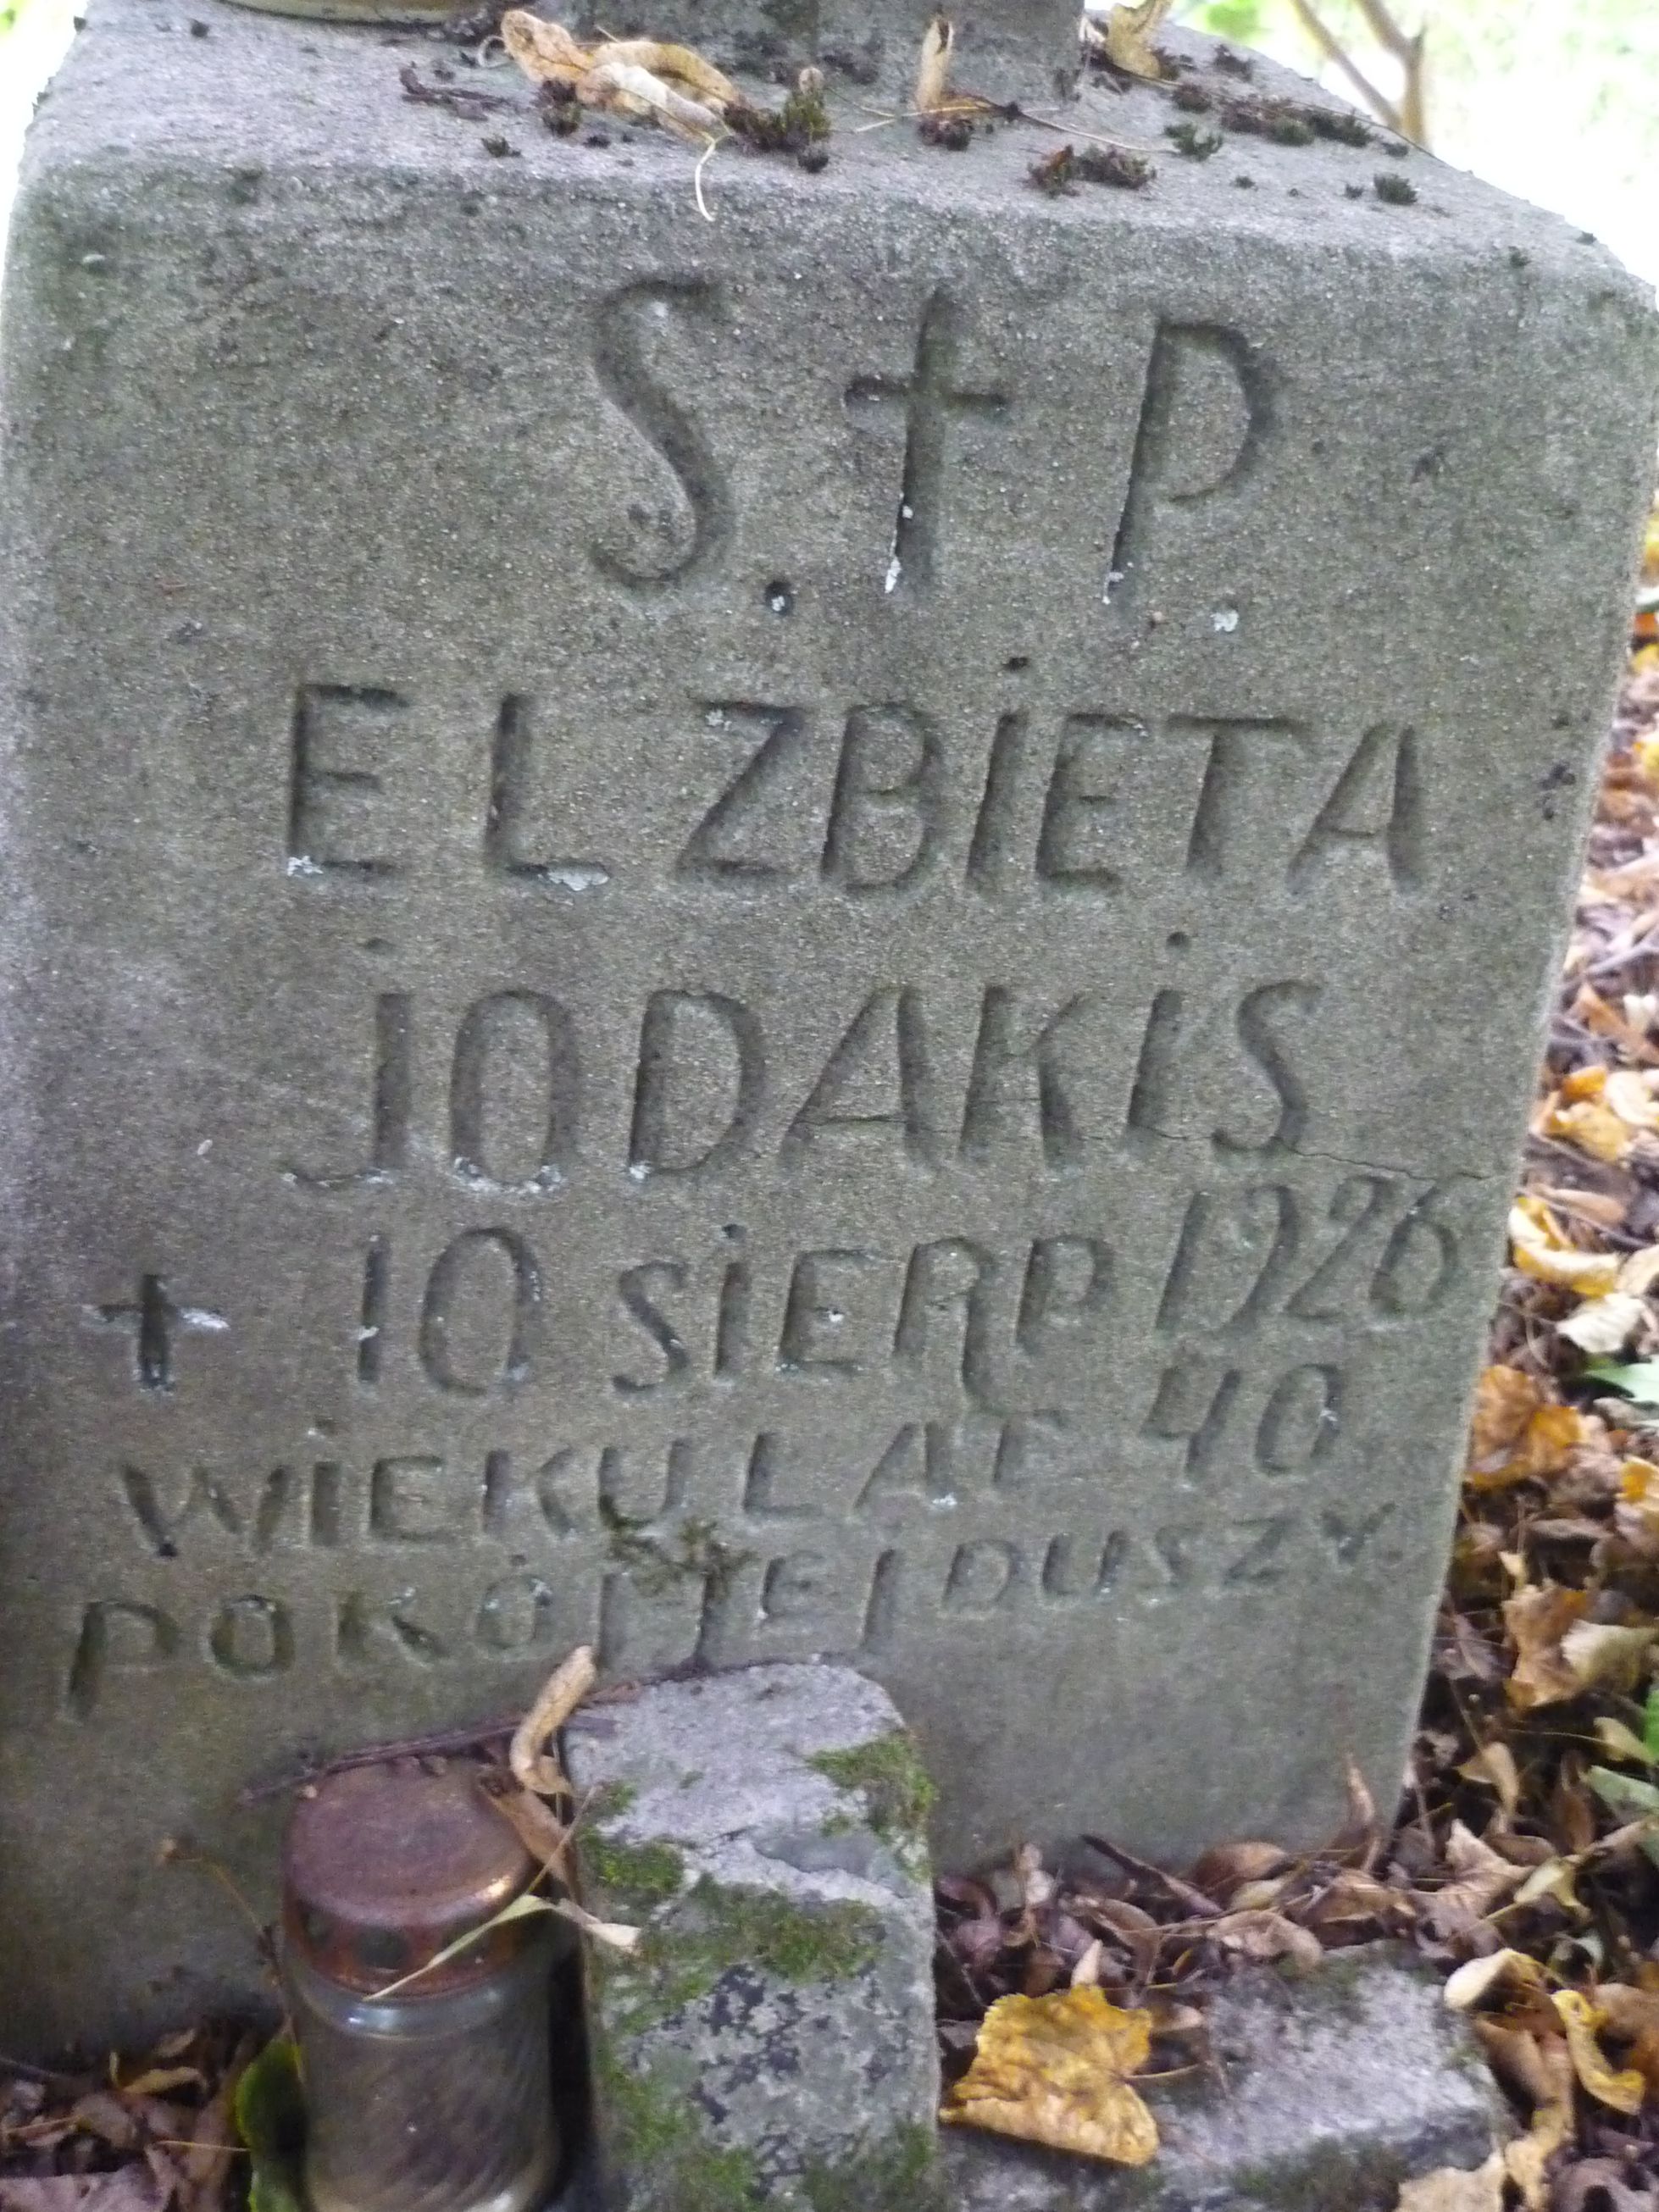 S. † P.
ELZBiETA
JODAKiS
+ 10 SiERP 1926
WiEKU LAT 40
POKÓJ JEJ DUSZY.